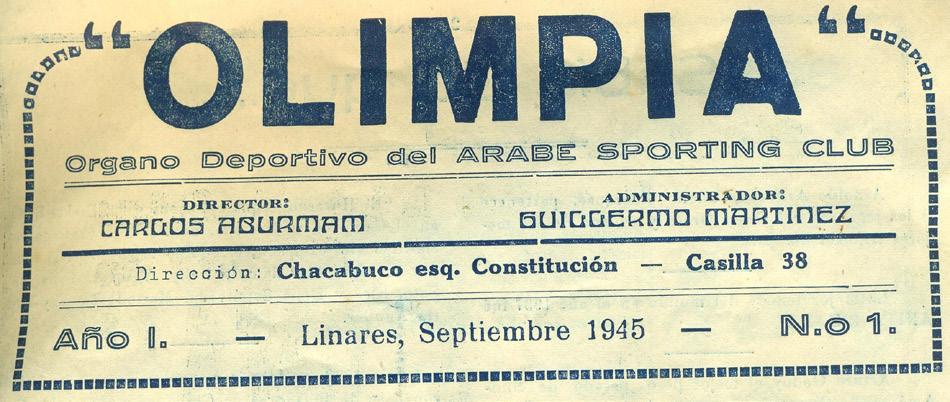 “OLIMPIA“
Organo Deportivo del ARABE SPORTING CLUB
DIRECTOR: ADMINISTRADOR:
CARLOS ABURMAM GUILLERMO MARTINEZ
Dirección: Chacabuco esq. Constitución — Casilla 38
Año I. — Linares, Septiembre 1945 — N.o 1.